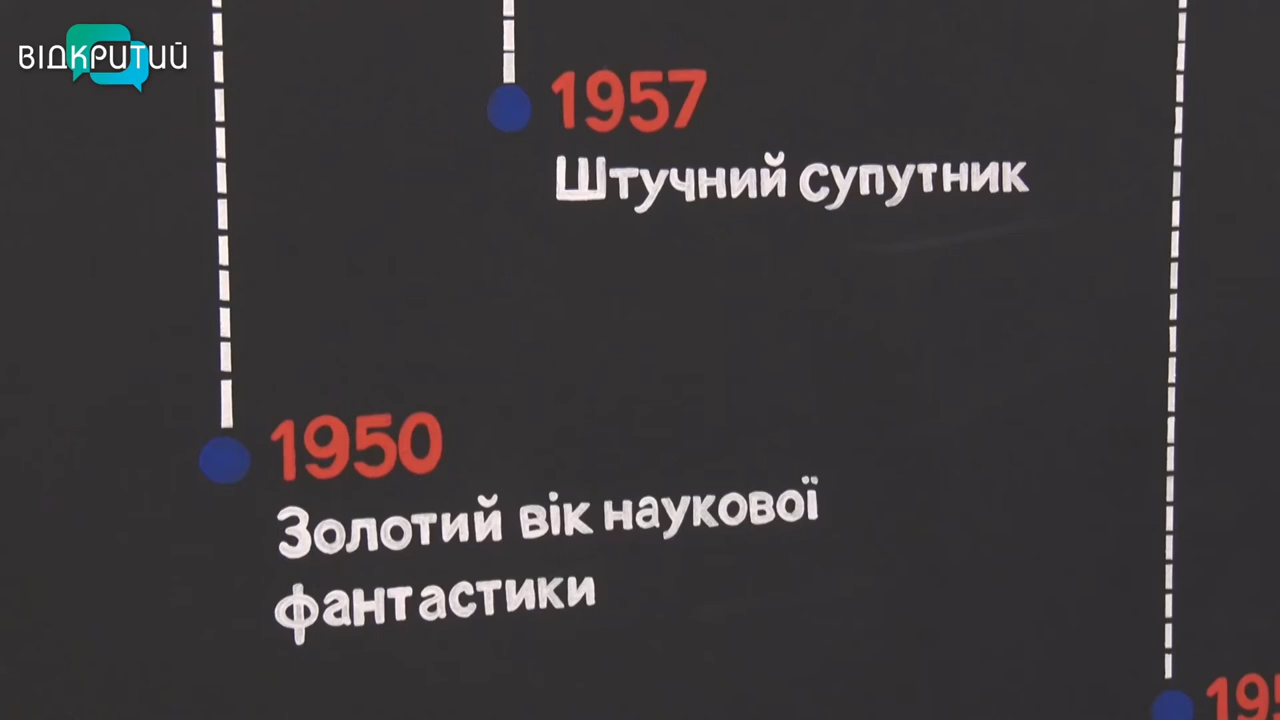 ВІДКРИТИЙ
1957
Штучний супутник
1950
Золотий вік наукової
фантастики